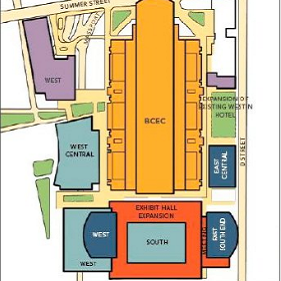 SUMMER STREET
WEST
EXPANSION OF
EXISTING WESTIN
HOTEL
BCEC
D STREET
WEST
CENTRAL
EAST
CENTRAL
EXHIBIT HALL
EXPANSION
WEST
SOUTH
EAST
SOUTH END
WEST